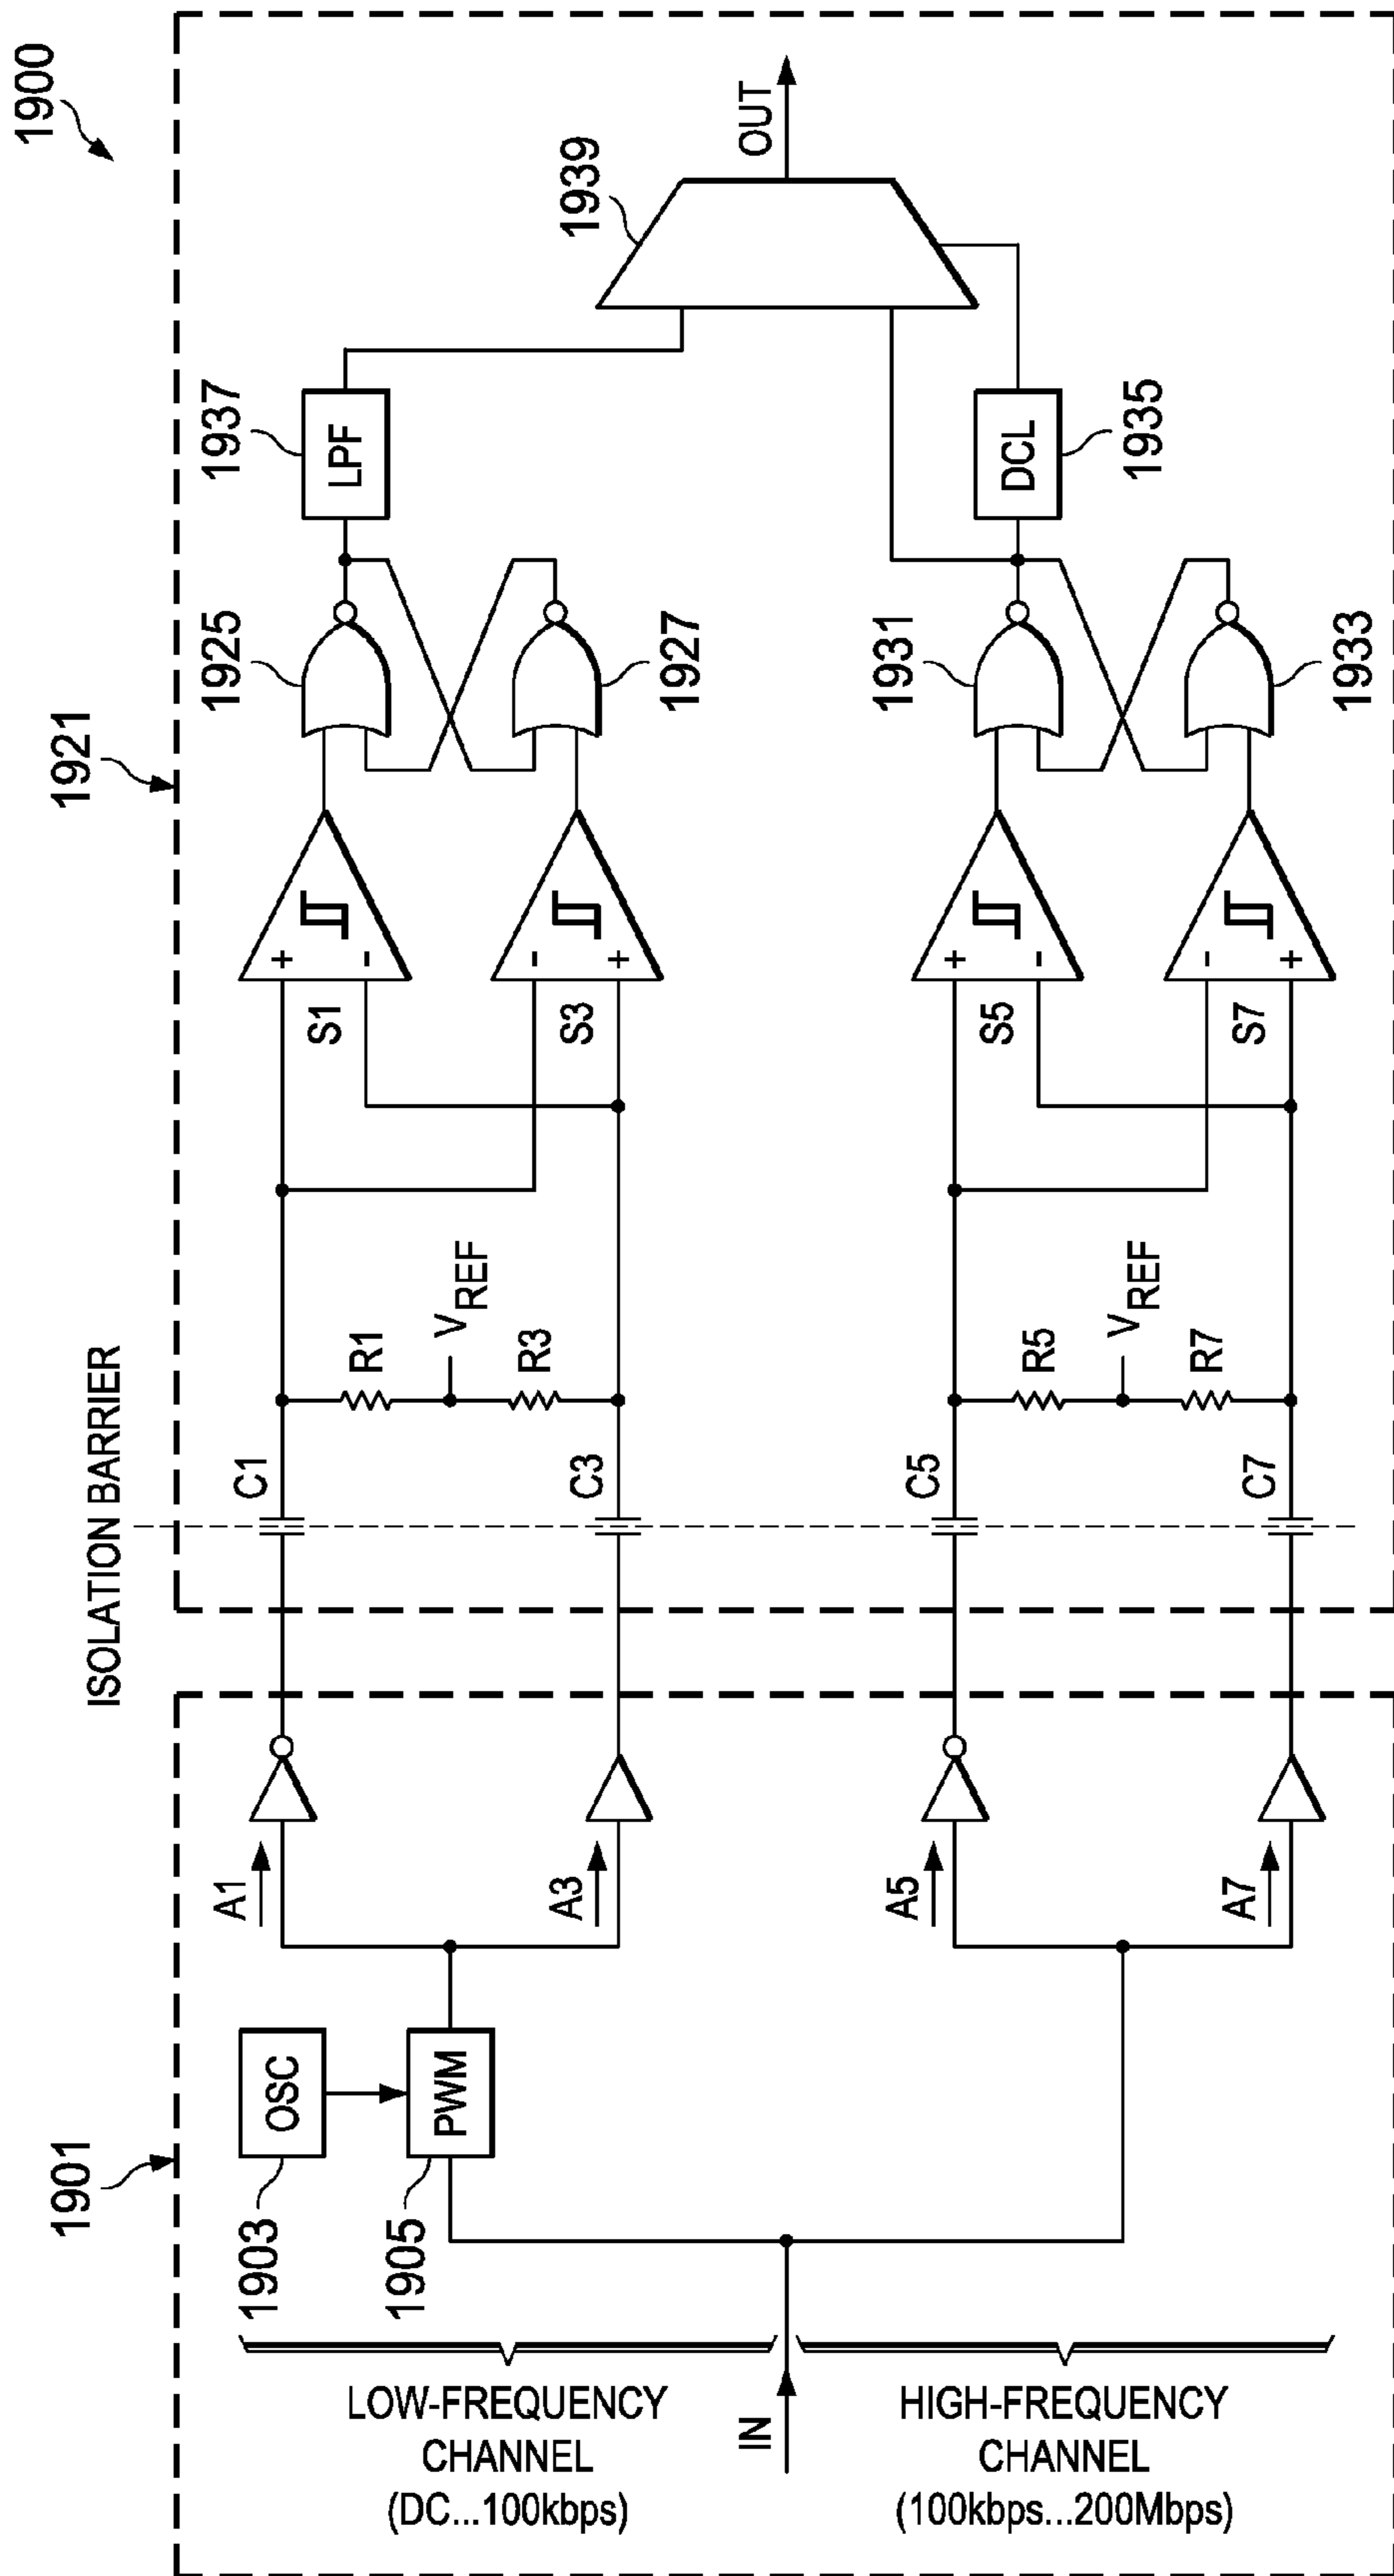 1900
ISOLATION BARRIER
1901
1921
OSC
1903
PWM
1905
A1
A3
A5
A7
C1
C3
C5
C7
R1
VREF
R3
R5
VREF
R7
S1
+
-
S3
-
+
S5
+
-
S7
-
+
1925
1927
1931
1933
LPF
1937
DCL
1935
1939
OUT
IN
LOW-FREQUENCY
CHANNEL
(DC...100kbps)
HIGH-FREQUENCY
CHANNEL
(100kbps...200Mbps)